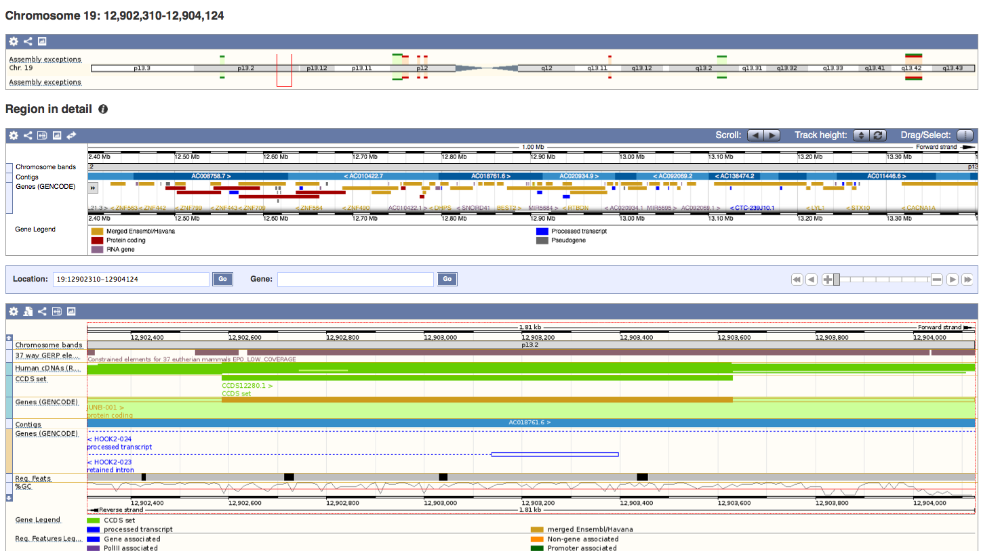 Chromosome 19: 12,902,310-12,904,124
Assembly exceptions
Chr. 19
p13.3 p13.2 p13.12 p13.11 p12 q12 q13.11 q13.12 q13.2 q13.31 q13.32 q13.33 q13.41 q13.42 q13.43
Assembly exceptions
Region in detail
Scroll: Track height: Drag/Select:
1.00 Mb Forward strand
2.40 Mb 12.50 Mb 12.60 Mb 12.70 Mb 12.80 Mb 12.90 Mb 13.00 Mb 13.10 Mb 13.20 Mb 13.30 Mb
Chromosome bands .2 p13
Contigs AC008758.7 > < AC010422.7 AC018761.6 > AC020934.9 > < AC092069.2 < AC138474.2 AC011446.6 >
Genes (GENCODE) »
.21.3 > < ZNF563 < ZNF442 < ZNF799 < ZNF443 < ZNF709 < ZNF564 < ZNF490 AC010422.1 > < DHPS < SNORD41 BEST2 > MIR5684 > < RTBDN < AC020934.1 MIR5695 > AC092069.1 > < CTC-239J10.1 < LYL1 < STX10 < CACNA1A
2.40 Mb 12.50 Mb 12.60 Mb 12.70 Mb 12.80 Mb 12.90 Mb 13.00 Mb 13.10 Mb 13.20 Mb 13.30 Mb
Gene Legend Merged Ensembl/Havana Processed transcript
Protein coding Pseudogene
RNA gene
Location: 19:12902310-12904124 Go Gene: Go
1.81 kb Forward strand
12,902,400 12,902,600 12,902,800 12,903,000 12,903,200 12,903,400 12,903,600 12,903,800 12,904,000
Chromosome bands p13.2
37 way GERP ele...
Constrained elements for 37 eutherian mammals EPO_LOW_COVERAGE
Human cDNAs (R...
CCDS set
CCDS12280.1 >
CCDS set
Genes (GENCODE)
JUNB-001 >
protein coding
Contigs AC018761.6 >
Genes (GENCODE)
< HOOK2-024
processed transcript
< HOOK2-023
retained intron
Reg. Feats
%GC
12,902,400 12,902,600 12,902,800 12,903,000 12,903,200 12,903,400 12,903,600 12,903,800 12,904,000
Reverse strand 1.81 kb
Gene Legend CCDS set
processed transcript merged Ensembl/Havana
Reg. Features Leg... Gene associated Non-gene associated
PolIII associated Promoter associated